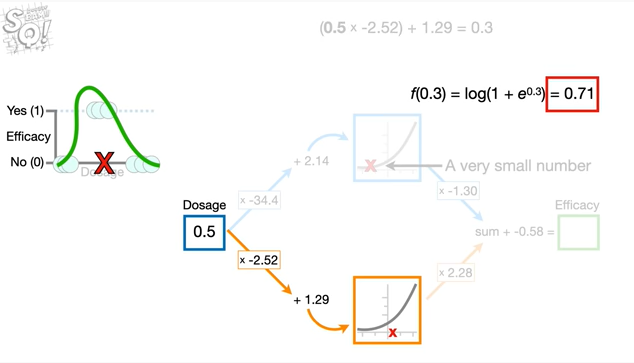 SQ!
(0.5 x -2.52) + 1.29 = 0.3
f(0.3) = log(1 + e^0.3) = 0.71
Yes (1)
Efficacy
No (0)
Dosage
+ 2.14
A very small number
x -34.4
x -1.30
Dosage
Efficacy
0.5
sum + -0.58 =
x -2.52
x 2.28
+ 1.29